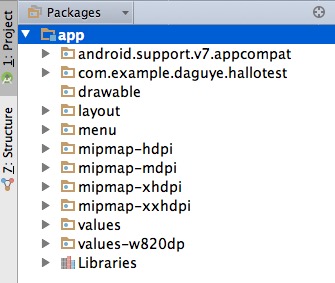 Packages
app
android.support.v7.appcompat
com.example.daguye.hallotest
drawable
layout
menu
mipmap-hdpi
mipmap-mdpi
mipmap-xhdpi
mipmap-xxhdpi
values
values-w820dp
Libraries
1: Project
Z: Structure